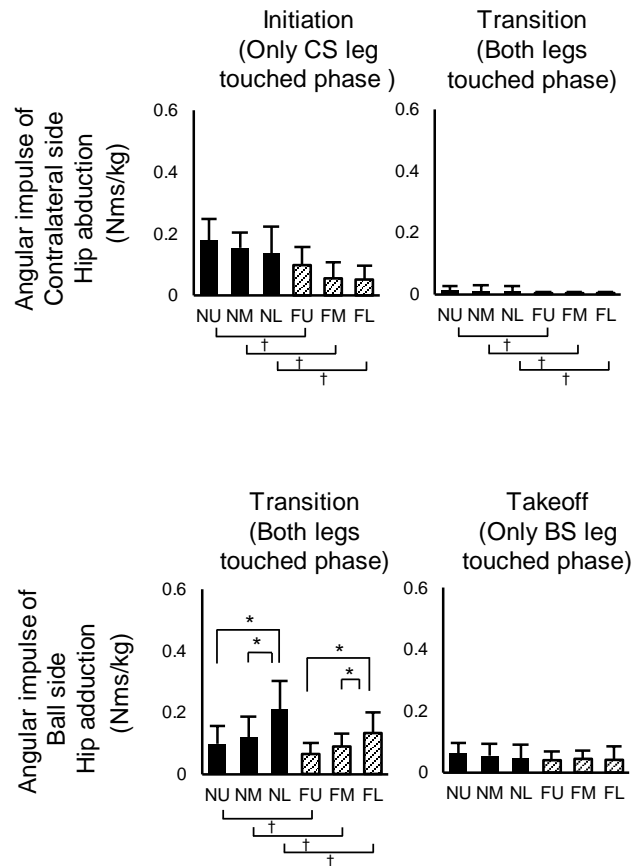 Initiation
(Only CS leg
touched phase )
Transition
(Both legs
touched phase)
Angular impulse of
Contralateral side
Hip abduction
(Nms/kg)
0.6
0.4
0.2
0
NU NM NL FU FM FL
†
†
†
0.6
0.4
0.2
0
NU NM NL FU FM FL
†
†
†
Transition
(Both legs
touched phase)
Takeoff
(Only BS leg
touched phase)
Angular impulse of
Ball side
Hip adduction
(Nms/kg)
0.6
0.4
0.2
0
*
*
*
*
NU NM NL FU FM FL
†
†
†
0.6
0.4
0.2
0
NU NM NL FU FM FL